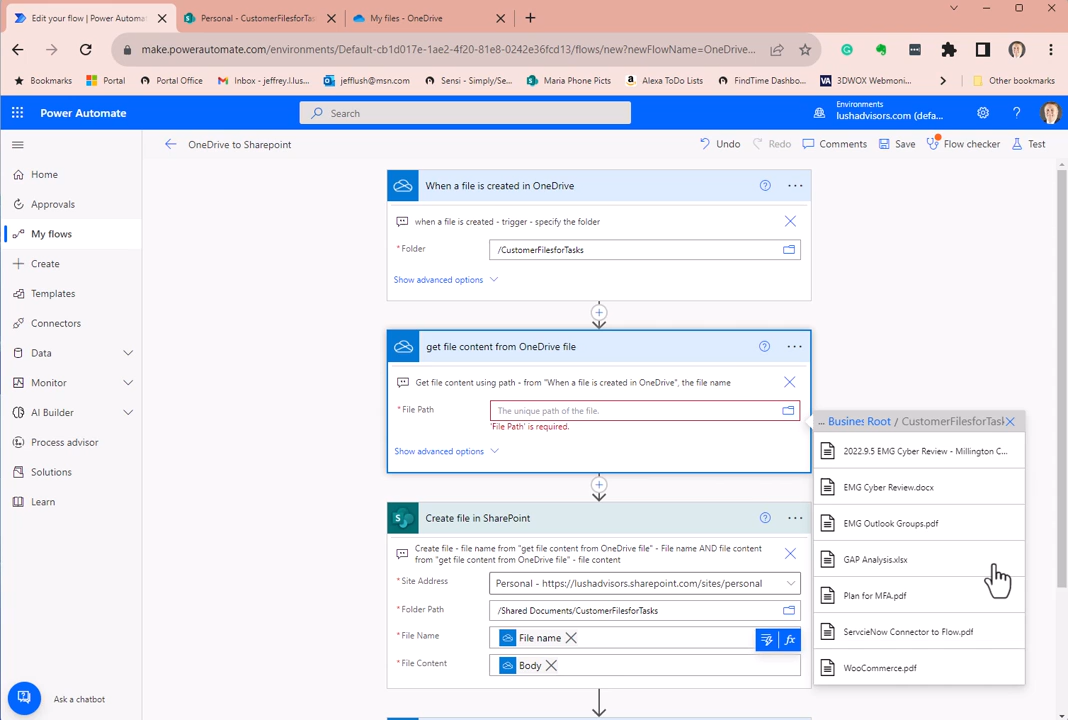 Edit your flow | Power Automate
Personal - CustomerFilesforTasks -
My files - OneDrive
make.powerautomate.com/environments/Default-cb1d017e-1ae2-4f20-81e8-0242e36fcd13/flows/new?newFlowName=OneDrive...
Bookmarks
Portal
Portal Office
Inbox - jeffrey.l.lus...
jefflush@msn.com
Sensi - Simply/Se...
Maria Phone Picts
Alexa ToDo Lists
FindTime Dashbo...
3DWOX Webmoni...
Other bookmarks
Power Automate
Search
Environments
lushadvisors.com (defa...
OneDrive to Sharepoint
Undo
Redo
Comments
Save
Flow checker
Test
Home
Approvals
My flows
Create
Templates
Connectors
Data
Monitor
AI Builder
Process advisor
Solutions
Learn
Ask a chatbot
When a file is created in OneDrive
when a file is created - trigger - specify the folder
* Folder
/CustomerFilesforTasks
Show advanced options
get file content from OneDrive file
Get file content using path - from "When a file is created in OneDrive", the file name
* File Path
The unique path of the file.
'File Path' is required.
Show advanced options
... Busines Root / CustomerFilesforTas
2022.9.5 EMG Cyber Review - Millington C...
EMG Cyber Review.docx
EMG Outlook Groups.pdf
GAP Analysis.xlsx
Plan for MFA.pdf
ServcieNow Connector to Flow.pdf
WooCommerce.pdf
Create file in SharePoint
Create file - file name from "get file content from OneDrive file" - File name AND file content
from "get file content from OneDrive file" - file content
* Site Address
Personal - https://lushadvisors.sharepoint.com/sites/personal
* Folder Path
/Shared Documents/CustomerFilesforTasks
* File Name
File name
fx
* File Content
Body